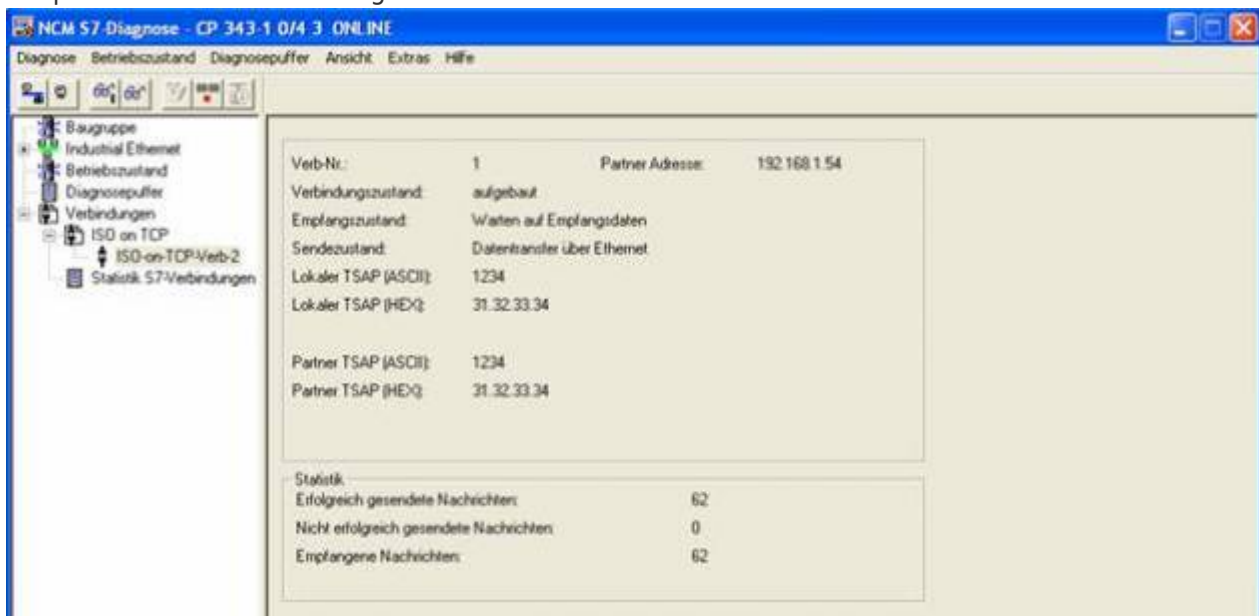 NCM S7-Diagnose - CP 343-1 0/4 3 ONLINE
Diagnose Betriebszustand Diagnosepuffer Ansicht Extras Hilfe
Baugruppe
Industrial Ethernet
Betriebszustand
Diagnosepuffer
Verbindungen
ISO on TCP
ISO-on-TCP-Verb-2
Statistik S7-Verbindungen
Verb-Nr.: 1 Partner Adresse: 192.168.1.54
Verbindungszustand: aufgebaut
Empfangszustand: Warten auf Empfangsdaten
Sendezustand: Datentransfer über Ethernet
Lokaler TSAP (ASCII): 1234
Lokaler TSAP (HEX): 31.32.33.34
Partner TSAP (ASCII): 1234
Partner TSAP (HEX): 31.32.33.34
Statistik
Erfolgreich gesendete Nachrichten: 62
Nicht erfolgreich gesendete Nachrichten: 0
Empfangene Nachrichten: 62